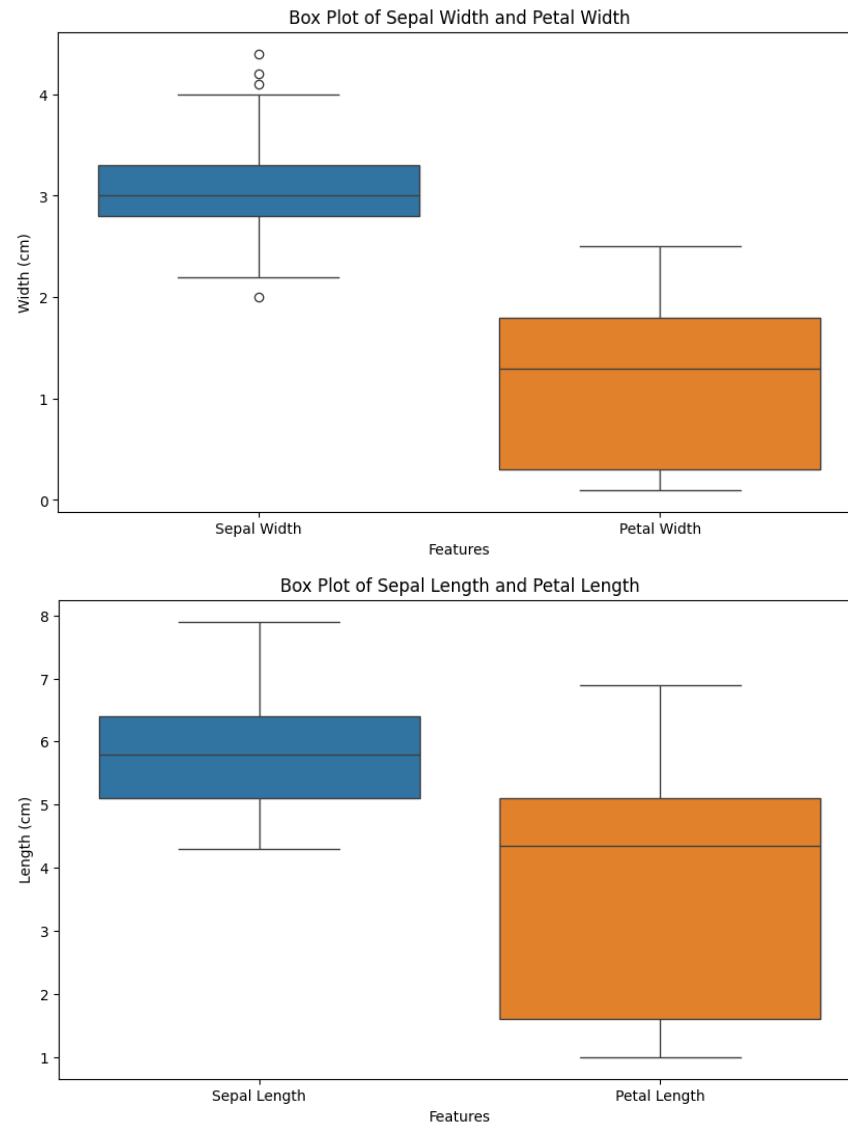 Box Plot of Sepal Width and Petal Width
4
3
2
1
0
Width (cm)
Sepal Width Petal Width
Features
Box Plot of Sepal Length and Petal Length
8
7
6
5
4
3
2
1
Length (cm)
Sepal Length Petal Length
Features